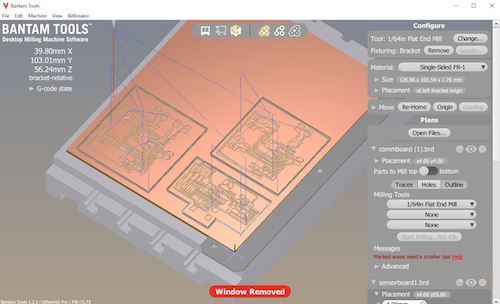 Bantam Tools
File Edit Machine View BitBreaker
BANTAM TOOLS™
Desktop Milling Machine Software
39.80mm X
103.01mm Y
56.24mm Z
bracket-relative
G-code state
Configure
Tool: 1/64in Flat End Mill Change...
Fixturing: Bracket Remove Locate...
Material: Single-Sided FR-1
Size 126.96 x 101.54 x 1.76 mm
Placement at left bracket origin
Move Re-Home Origin Loading
Plans
Open Files...
commboard (1).brd
Placement x4.00 y4.00
Parts to Mill top bottom
Traces Holes Outline
Milling Tools
1/64in Flat End Mill
None
None
Start Milling... 4m 43s
Messages
Marked areas need a smaller tool Help
Advanced
sensorboard1.brd
Placement x4.00 y55.00
Window Removed
Bantam Tools 1.2.3 / Othermill Pro / FW:72.73